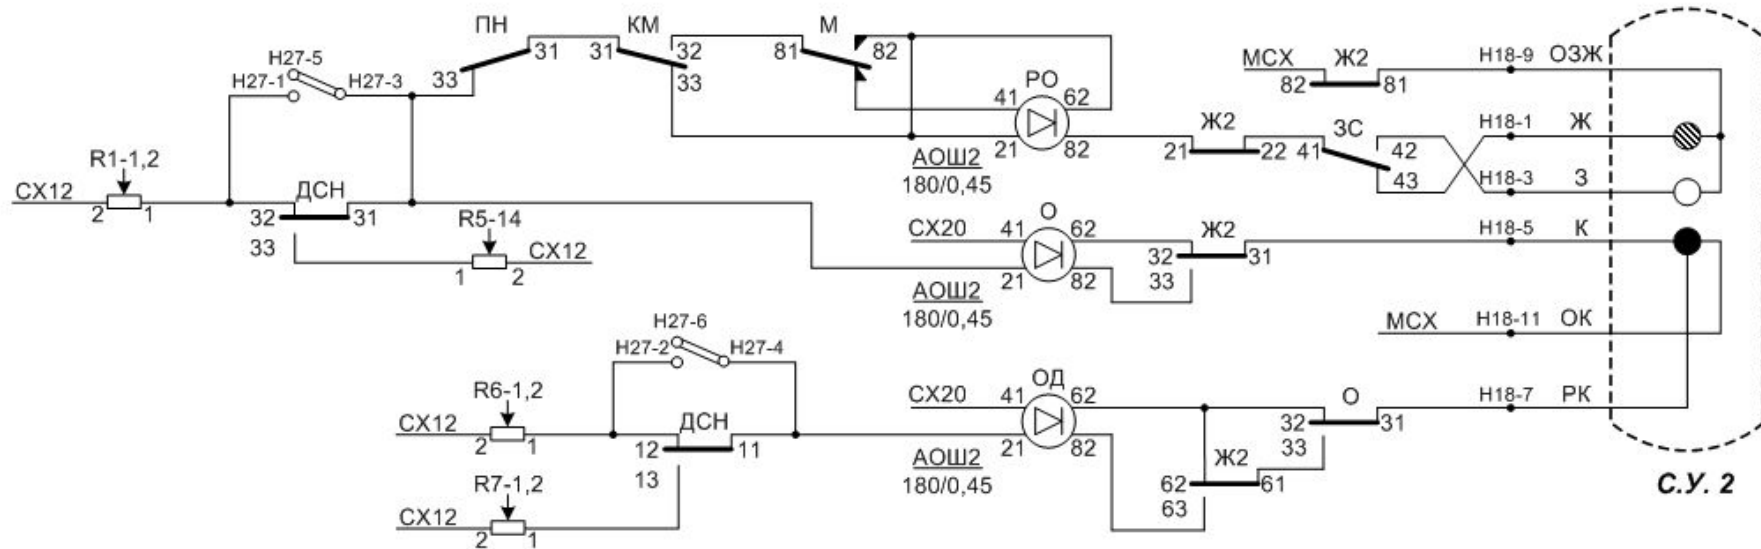 ПН КМ М
31 31 32 81 82
33 33
Н27-5
Н27-1 Н27-3
МСХ Ж2 Н18-9 ОЗЖ
82 81
РО
41 62
21 82
АОШ2
180/0,45
Ж2 ЗС Н18-1 Ж
21 22 41 42
43 Н18-3 З
R1-1,2
СХ12
2 1
ДСН
32 31
33
R5-14
1 2 СХ12
О
СХ20 41 62
21 82
АОШ2
180/0,45
Ж2 Н18-5 К
32 31
33
МСХ Н18-11 ОК
Н27-6
Н27-2 Н27-4
R6-1,2
СХ12
2 1
ДСН
12 11
13
R7-1,2
СХ12
2 1
ОД
СХ20 41 62
21 82
АОШ2
180/0,45
О Н18-7 РК
32 31
33
Ж2
62 61
63
С.У. 2